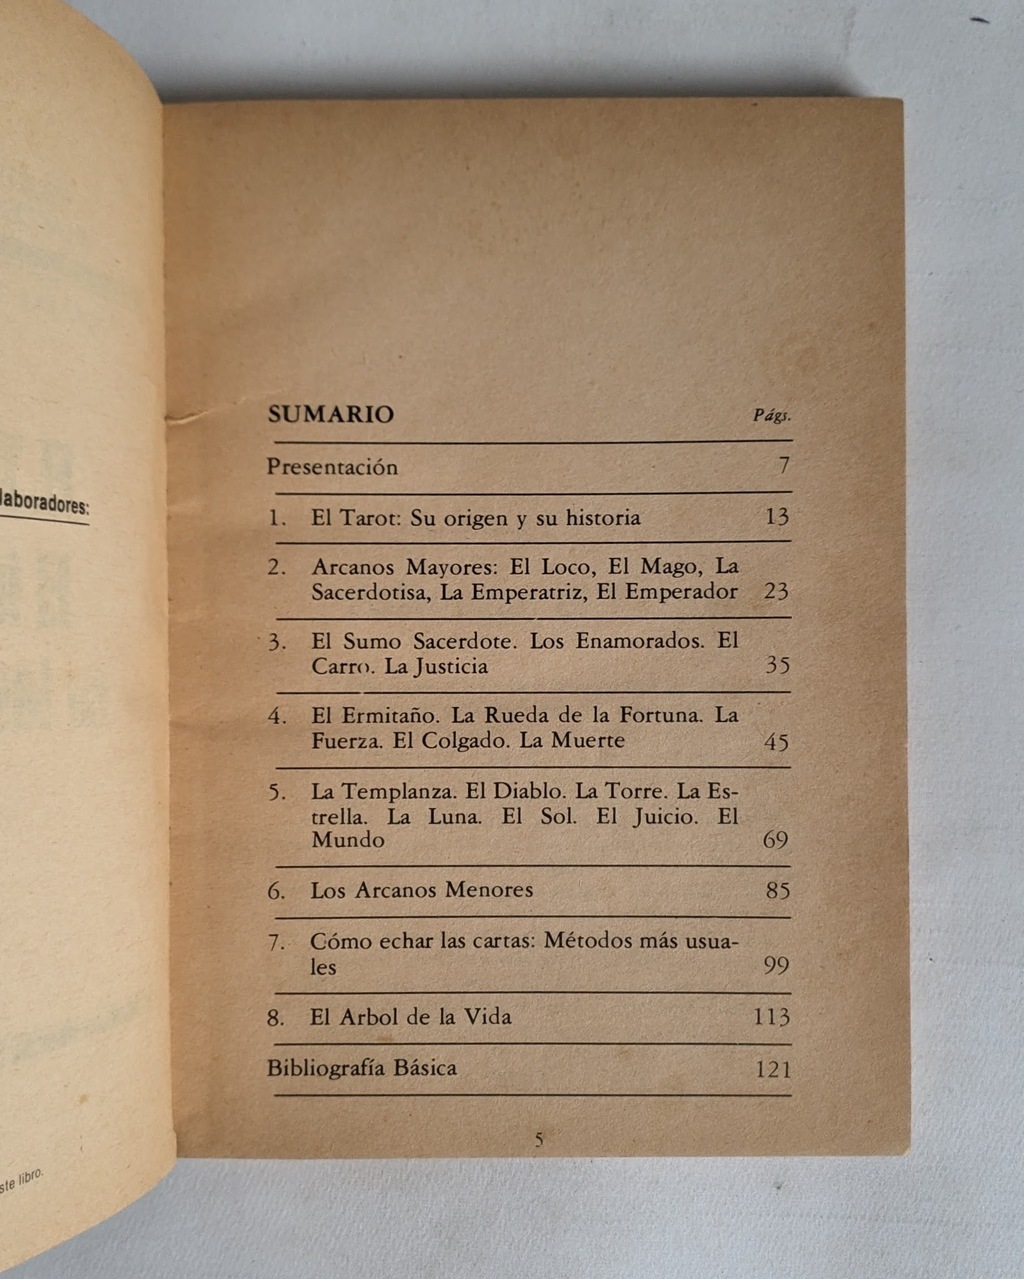 laboradores:
ste libro.
SUMARIO Págs.
Presentación 7
1. El Tarot: Su origen y su historia 13
2. Arcanos Mayores: El Loco, El Mago, La
Sacerdotisa, La Emperatriz, El Emperador 23
3. El Sumo Sacerdote. Los Enamorados. El
Carro. La Justicia 35
4. El Ermitaño. La Rueda de la Fortuna. La
Fuerza. El Colgado. La Muerte 45
5. La Templanza. El Diablo. La Torre. La Es-
trella. La Luna. El Sol. El Juicio. El
Mundo 69
6. Los Arcanos Menores 85
7. Cómo echar las cartas: Métodos más usua-
les 99
8. El Arbol de la Vida 113
Bibliografía Básica 121
5